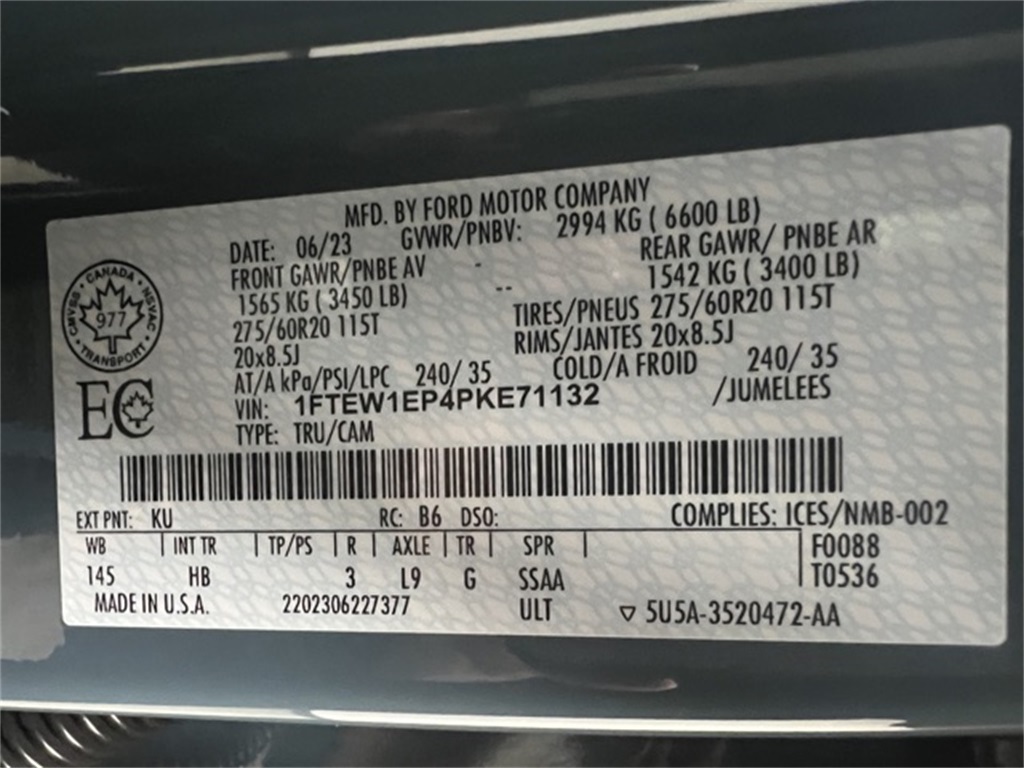 MFD. BY FORD MOTOR COMPANY
DATE: 06/23 GVWR/PNBV: 2994 KG ( 6600 LB)
FRONT GAWR/PNBE AV REAR GAWR/ PNBE AR
1565 KG ( 3450 LB) 1542 KG ( 3400 LB)
275/60R20 115T TIRES/PNEUS 275/60R20 115T
20x8.5J RIMS/JANTES 20x8.5J
AT/A kPa/PSI/LPC 240/ 35 COLD/A FROID 240/ 35
VIN: 1FTEW1EP4PKE71132 /JUMELEES
TYPE: TRU/CAM
CANADA
CMVSS NSVAC
977
TRANSPORT
EC
EXT PNT: KU RC: B6 DSO: COMPLIES: ICES/NMB-002
WB | INT TR | TP/PS | R | AXLE | TR | SPR | F0088
145 HB 3 L9 G SSAA T0536
MADE IN U.S.A. 2202306227377 ULT ▽ 5U5A-3520472-AA